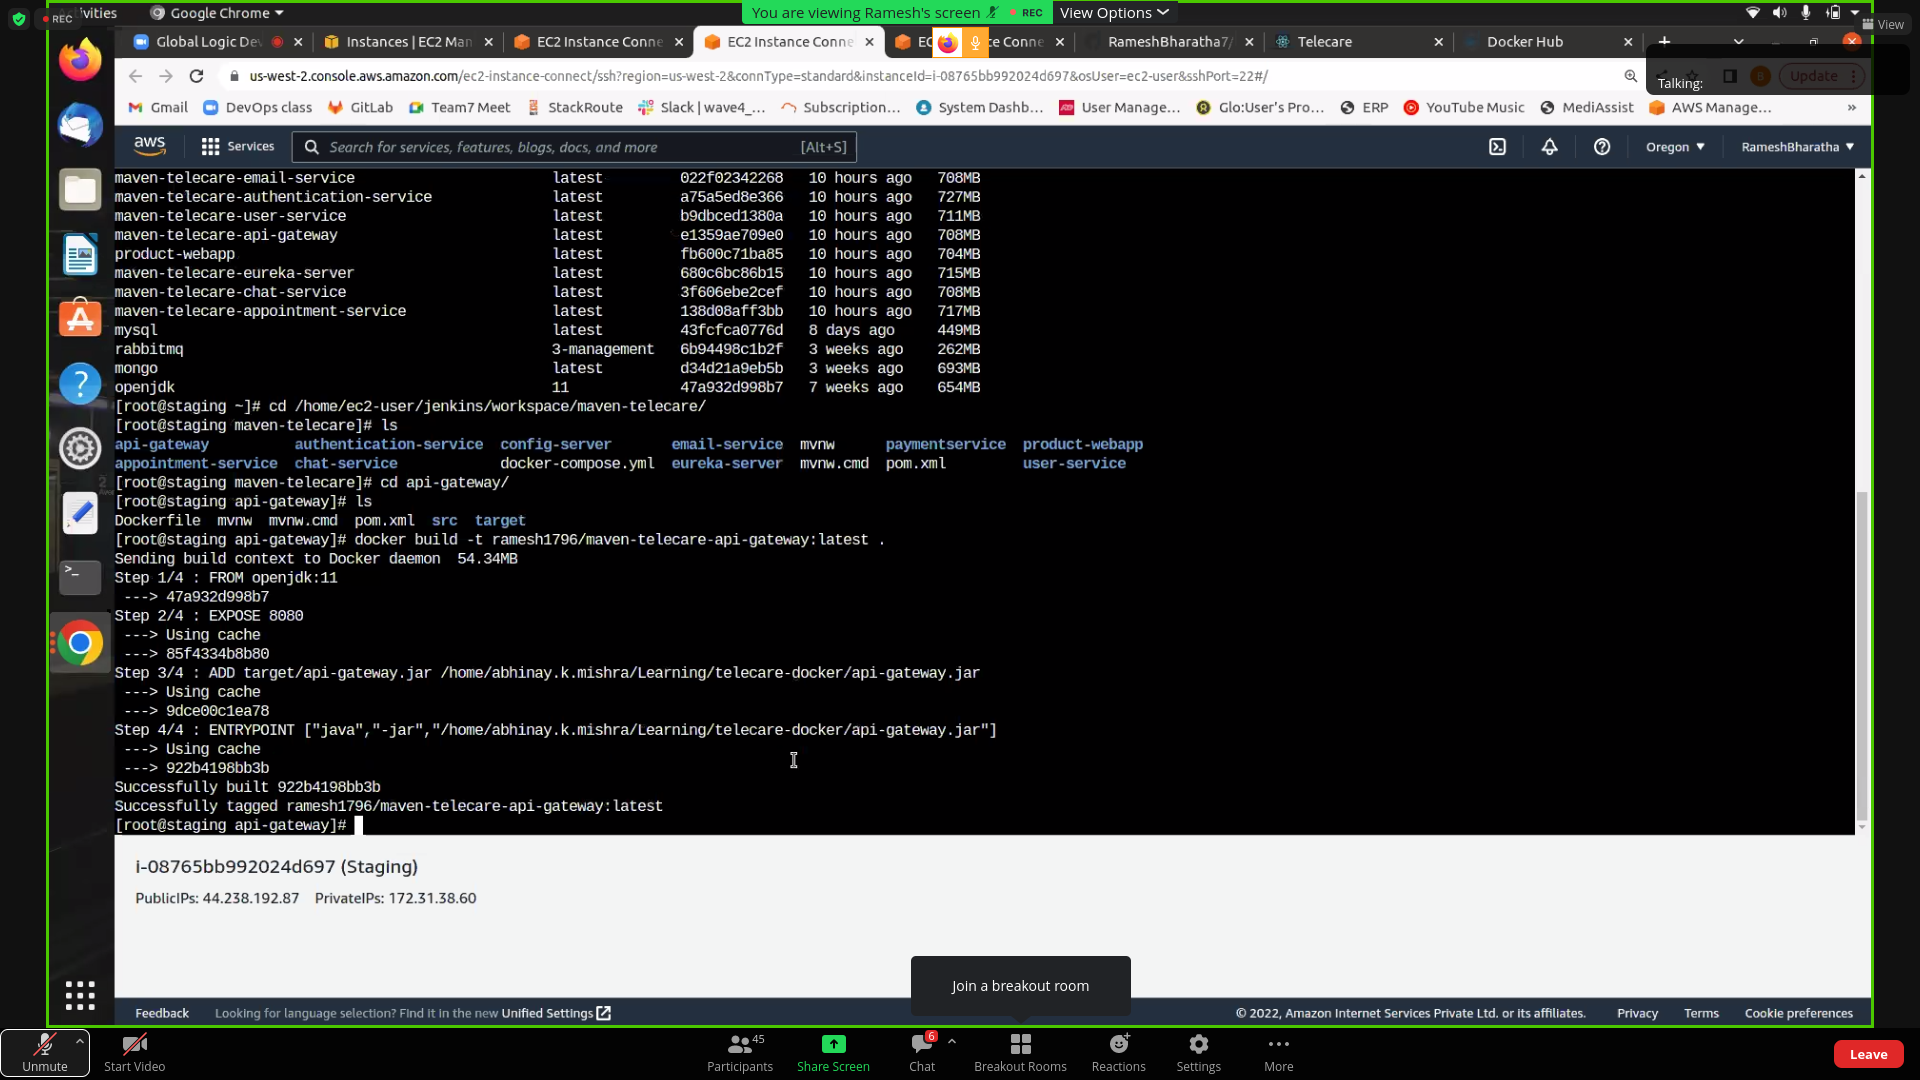 Activities
REC
Google Chrome
You are viewing Ramesh's screen
REC
View Options
View
Global Logic De
Instances | EC2 Man
EC2 Instance Conne
EC2 Instance Conne
EC
ce Conne
RameshBharatha7/
Telecare
Docker Hub
us-west-2.console.aws.amazon.com/ec2-instance-connect/ssh?region=us-west-2&connType=standard&instanceId=i-08765bb992024d697&osUser=ec2-user&sshPort=22#/
B
Update
Talking:
Gmail
DevOps class
GitLab
Team7 Meet
StackRoute
Slack | wave4_...
Subscription...
System Dashb...
User Manage...
Glo:User's Pro...
ERP
YouTube Music
MediAssist
AWS Manage...
»
aws
Services
Search for services, features, blogs, docs, and more
[Alt+S]
Oregon
RameshBharatha
maven-telecare-email-service latest 022f02342268 10 hours ago 708MB
maven-telecare-authentication-service latest a75a5ed8e366 10 hours ago 727MB
maven-telecare-user-service latest b9dbced1380a 10 hours ago 711MB
maven-telecare-api-gateway latest e1359ae709e0 10 hours ago 708MB
product-webapp latest fb600c71ba85 10 hours ago 704MB
maven-telecare-eureka-server latest 680c6bc86b15 10 hours ago 715MB
maven-telecare-chat-service latest 3f606ebe2cef 10 hours ago 708MB
maven-telecare-appointment-service latest 138d08aff3bb 10 hours ago 717MB
mysql latest 43fcfca0776d 8 days ago 449MB
rabbitmq 3-management 6b94498c1b2f 3 weeks ago 262MB
mongo latest d34d21a9eb5b 3 weeks ago 693MB
openjdk 11 47a932d998b7 7 weeks ago 654MB
[root@staging ~]# cd /home/ec2-user/jenkins/workspace/maven-telecare/
[root@staging maven-telecare]# ls
api-gateway authentication-service config-server email-service mvnw paymentservice product-webapp
appointment-service chat-service docker-compose.yml eureka-server mvnw.cmd pom.xml user-service
[root@staging maven-telecare]# cd api-gateway/
[root@staging api-gateway]# ls
Dockerfile mvnw mvnw.cmd pom.xml src target
[root@staging api-gateway]# docker build -t ramesh1796/maven-telecare-api-gateway:latest .
Sending build context to Docker daemon 54.34MB
Step 1/4 : FROM openjdk:11
---> 47a932d998b7
Step 2/4 : EXPOSE 8080
---> Using cache
---> 85f4334b8b80
Step 3/4 : ADD target/api-gateway.jar /home/abhinay.k.mishra/Learning/telecare-docker/api-gateway.jar
---> Using cache
---> 9dce00c1ea78
Step 4/4 : ENTRYPOINT ["java","-jar","/home/abhinay.k.mishra/Learning/telecare-docker/api-gateway.jar"]
---> Using cache
---> 922b4198bb3b
Successfully built 922b4198bb3b
Successfully tagged ramesh1796/maven-telecare-api-gateway:latest
[root@staging api-gateway]#
i-08765bb992024d697 (Staging)
PublicIPs: 44.238.192.87 PrivateIPs: 172.31.38.60
Join a breakout room
Feedback
Looking for language selection? Find it in the new Unified Settings
© 2022, Amazon Internet Services Private Ltd. or its affiliates.
Privacy
Terms
Cookie preferences
Unmute
Start Video
45
Participants
Share Screen
6
Chat
Breakout Rooms
Reactions
Settings
More
Leave